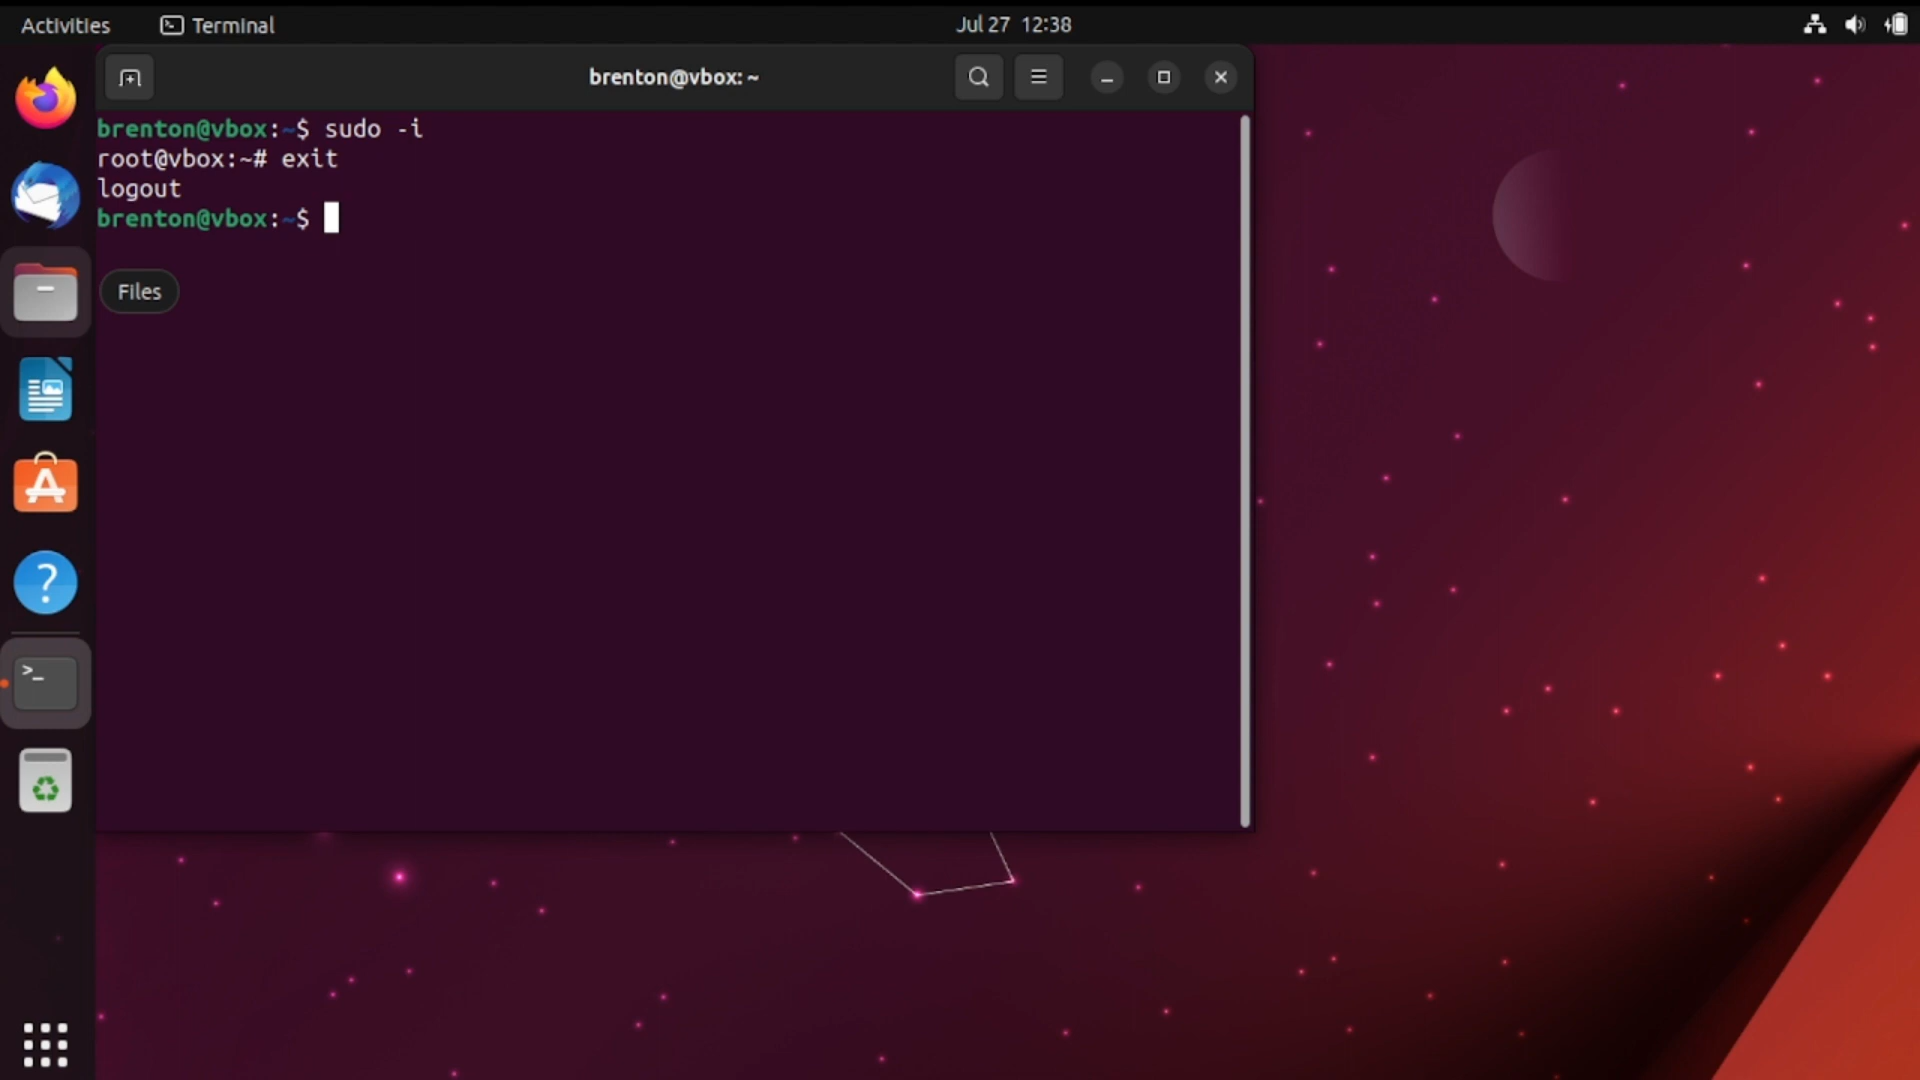 Activities Terminal Jul 27 12:38
brenton@vbox: ~
brenton@vbox:~$ sudo -i
root@vbox:~# exit
logout
brenton@vbox:~$
Files